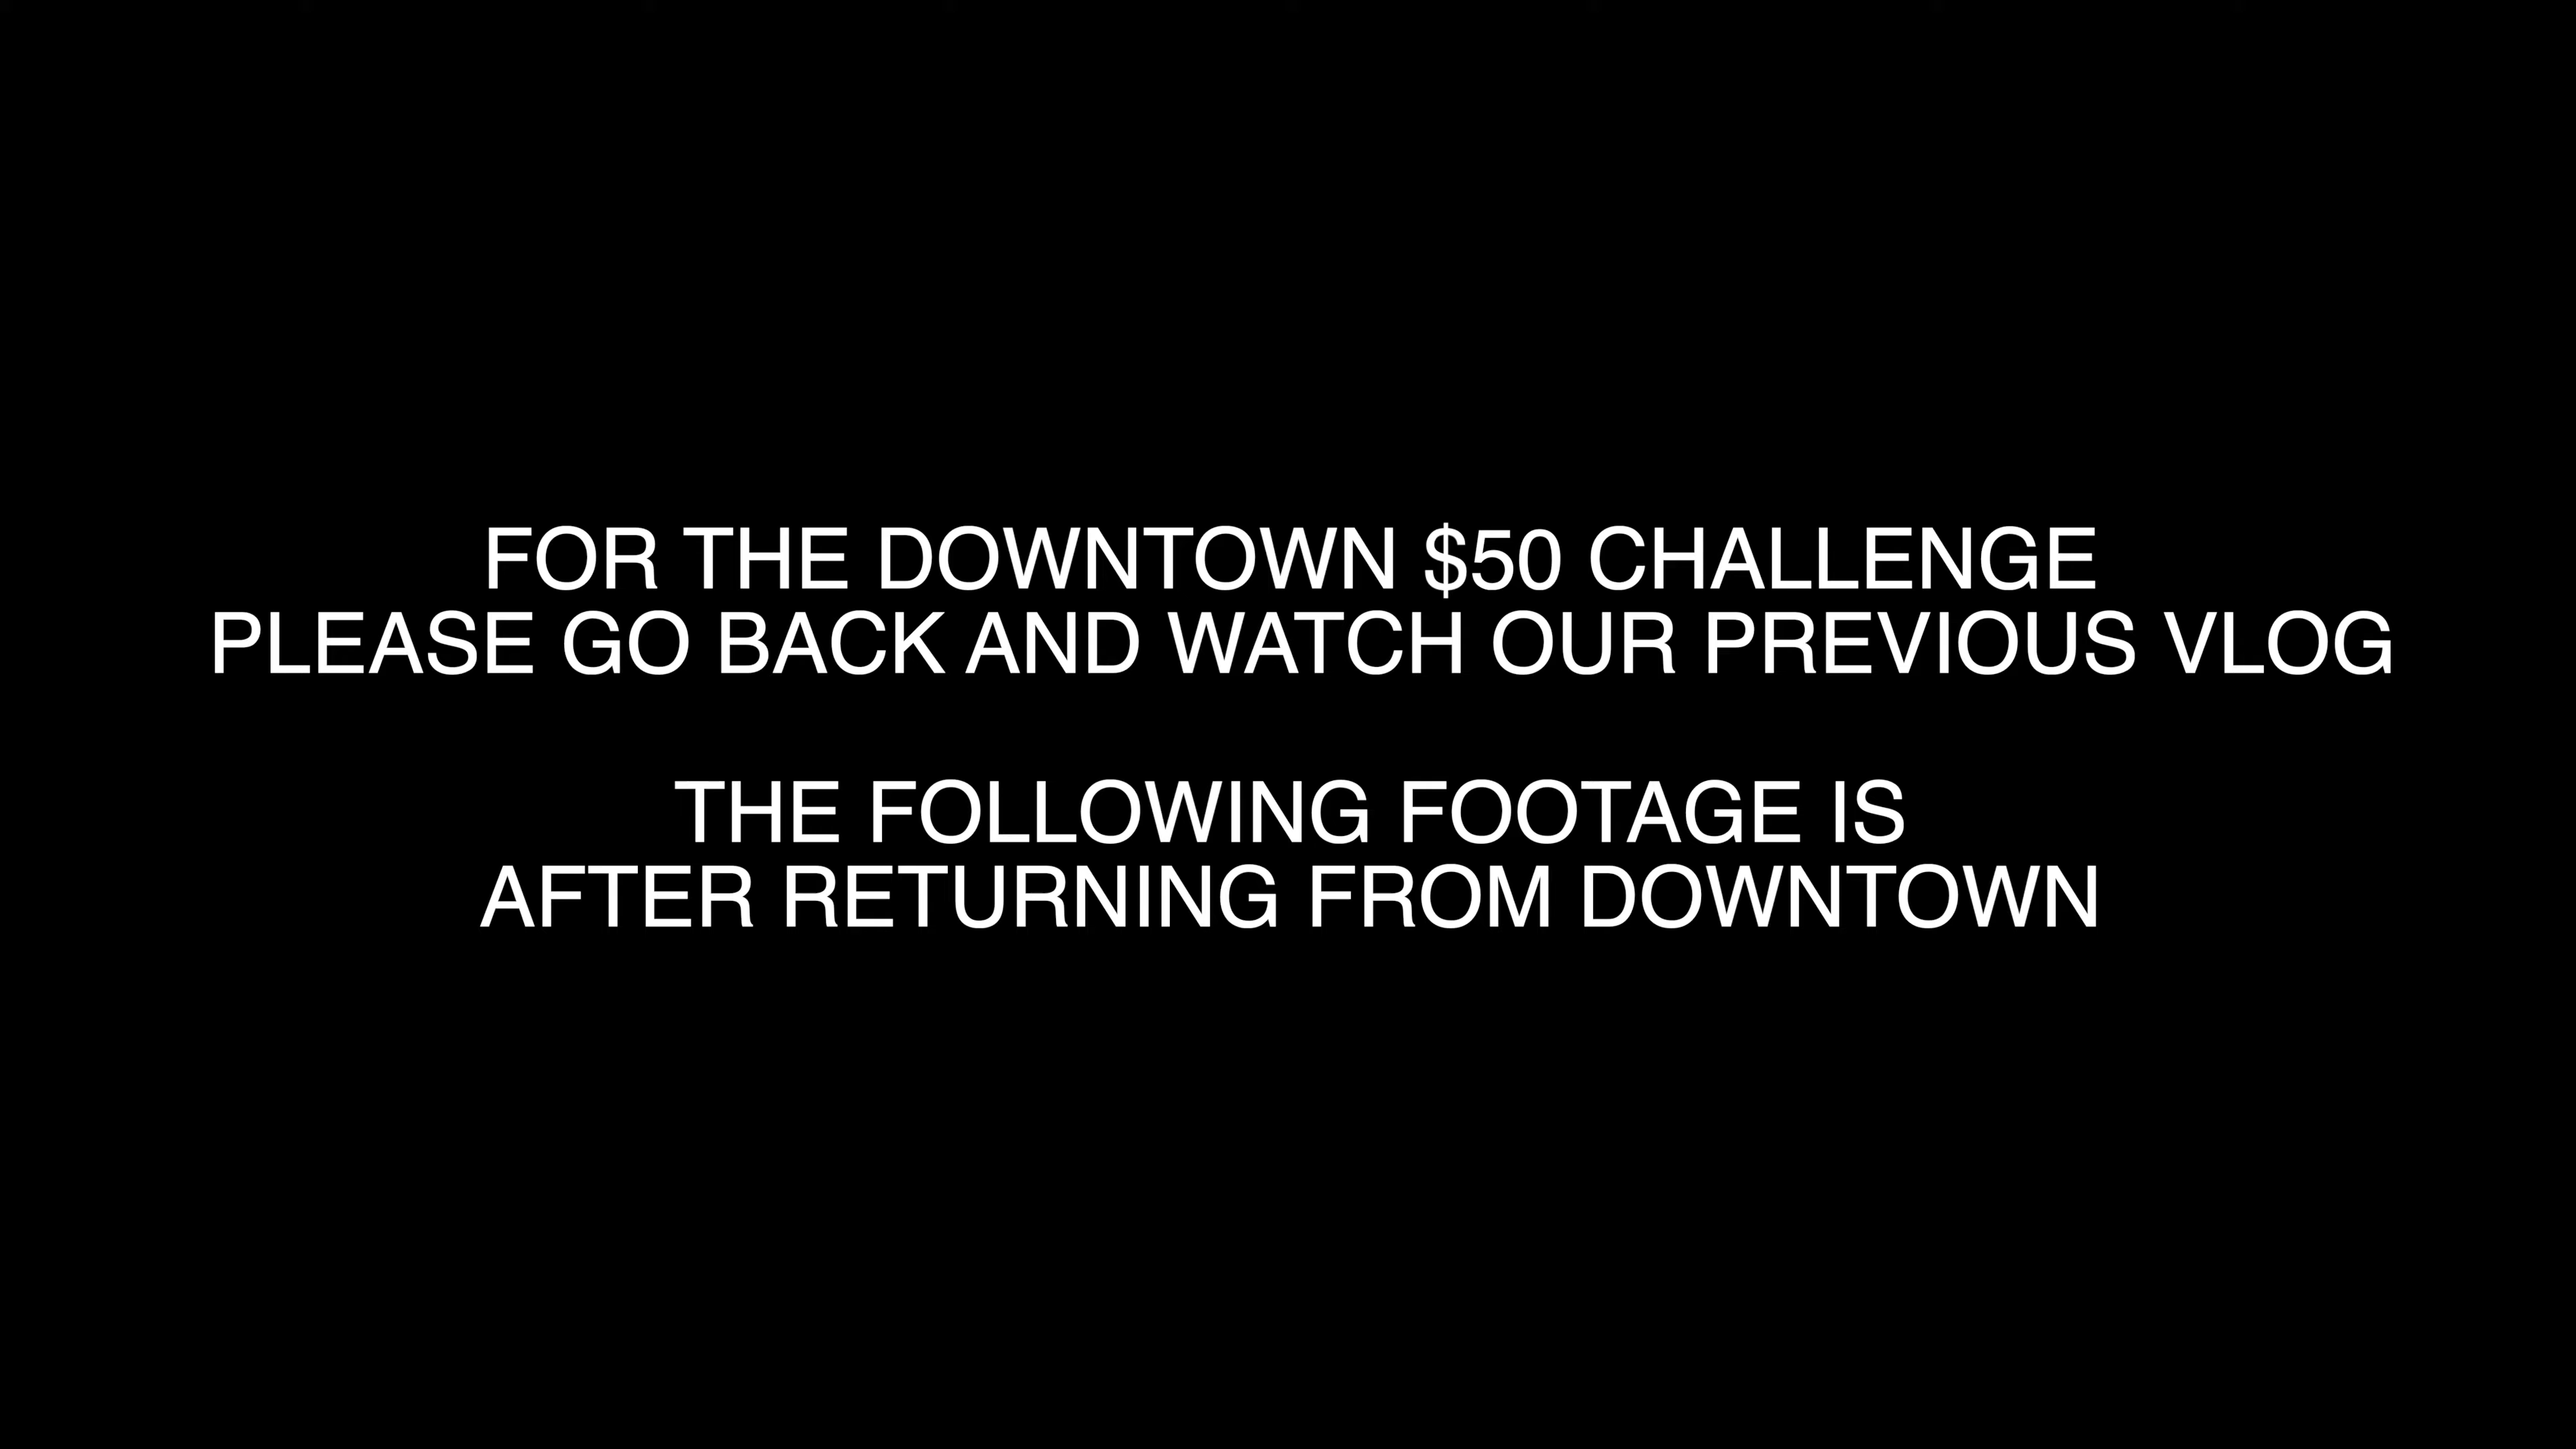 FOR THE DOWNTOWN $50 CHALLENGE
PLEASE GO BACK AND WATCH OUR PREVIOUS VLOG
THE FOLLOWING FOOTAGE IS
AFTER RETURNING FROM DOWNTOWN